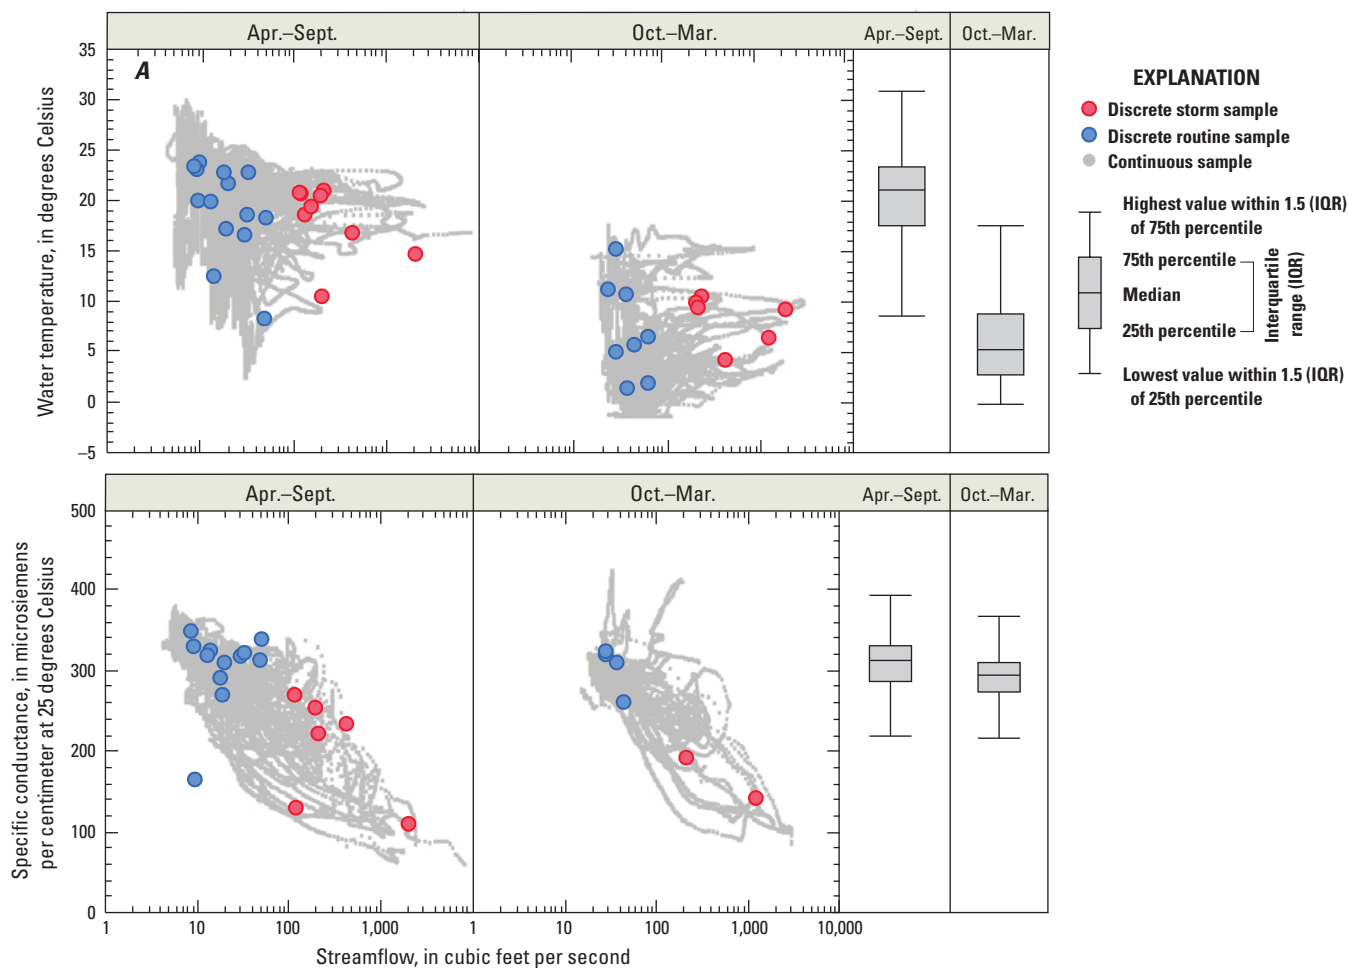 Apr.–Sept.
Oct.–Mar.
Apr.–Sept.
Oct.–Mar.
A
35
30
25
20
15
10
5
0
–5
Water temperature, in degrees Celsius
EXPLANATION
Discrete storm sample
Discrete routine sample
Continuous sample
Highest value within 1.5 (IQR)
of 75th percentile
75th percentile
Median
25th percentile
Interquartile
range (IQR)
Lowest value within 1.5 (IQR)
of 25th percentile
Apr.–Sept.
Oct.–Mar.
Apr.–Sept.
Oct.–Mar.
500
400
300
200
100
0
Specific conductance, in microsiemens
per centimeter at 25 degrees Celsius
1
10
100
1,000
1
10
100
1,000
10,000
Streamflow, in cubic feet per second